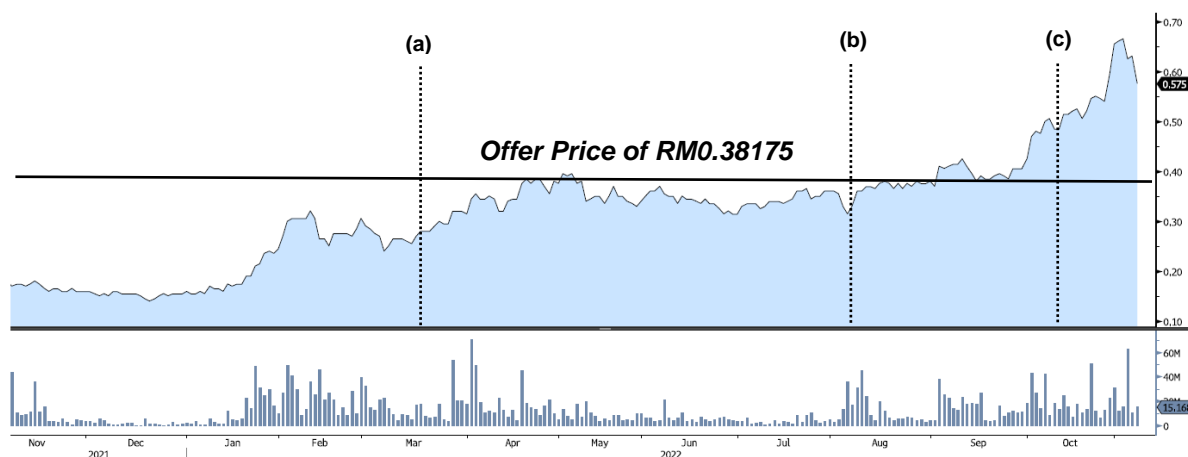 0.70
(a)
(b)
(c)
0.60
0.575
0.50
Offer Price of RM0.38175
0.40
0.30
0.20
0.10
60M
40M
15.168
0
Nov
Dec
Jan
Feb
Mar
Apr
May
Jun
Jul
Aug
Sep
Oct
2021
2022